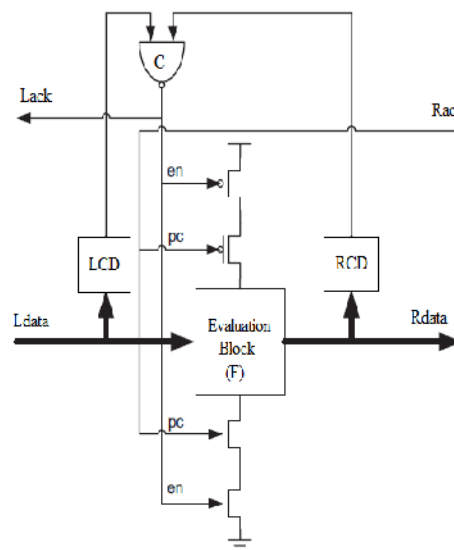 C
Lack
Rac
en
pc
LCD
RCD
Ldata
Rdata
Evaluation
Block
(F)
pc
en